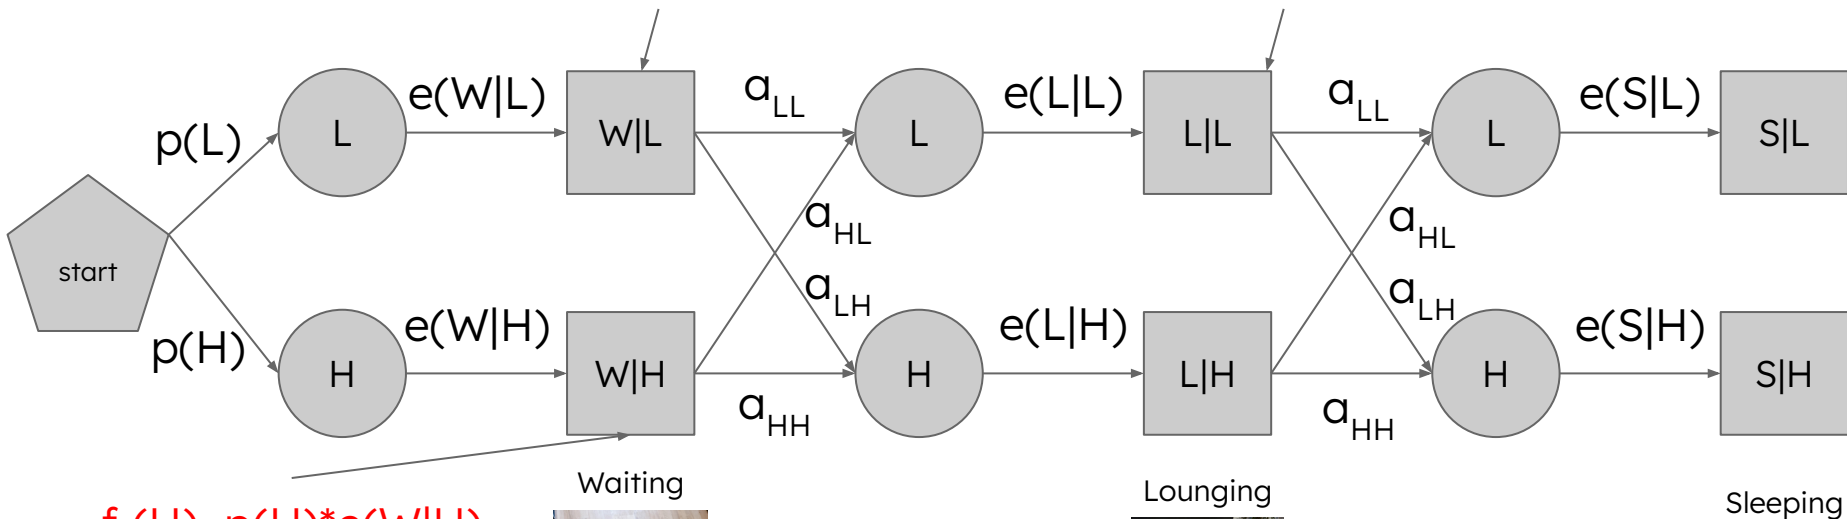 e(W|L)
a_LL
e(L|L)
a_LL
e(S|L)
p(L)
L
W|L
L
L|L
L
S|L
a_HL
a_HL
start
a_LH
a_LH
p(H)
e(W|H)
e(L|H)
e(S|H)
H
W|H
H
L|H
H
S|H
a_HH
a_HH
Waiting
Lounging
Sleeping